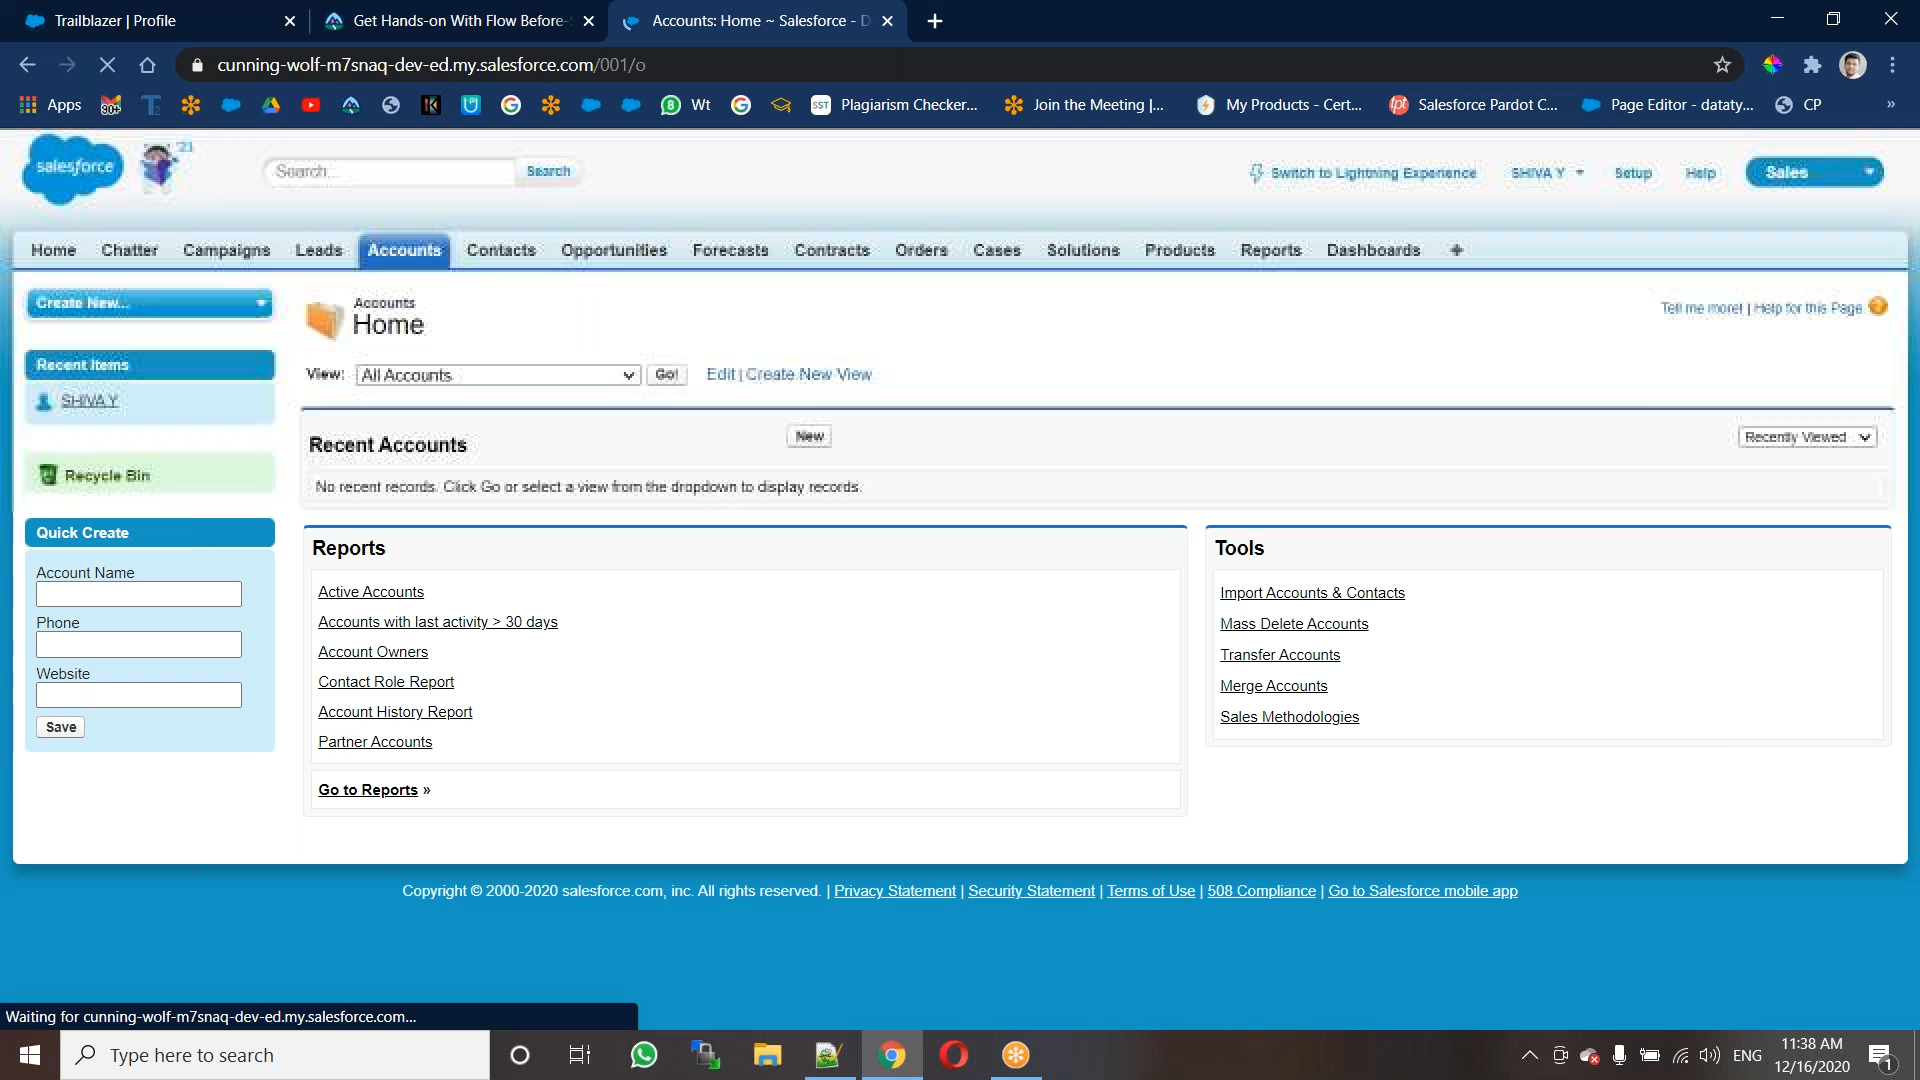 Trailblazer | Profile
Get Hands-on With Flow Before-
Accounts: Home ~ Salesforce - D
cunning-wolf-m7snaq-dev-ed.my.salesforce.com/001/o
Apps
90+
Wt
SST
Plagiarism Checker...
Join the Meeting |...
My Products - Cert...
Salesforce Pardot C...
Page Editor - dataty...
CP
»
salesforce
21
Search...
Search
Switch to Lightning Experience
SHIVA Y
Setup
Help
Sales
Home Chatter Campaigns Leads Accounts Contacts Opportunities Forecasts Contracts Orders Cases Solutions Products Reports Dashboards +
Create New...
Accounts
Home
Tell me more! | Help for this Page
Recent Items
View: All Accounts Go! Edit | Create New View
SHIVA Y
Recent Accounts
New
Recently Viewed
Recycle Bin
No recent records. Click Go or select a view from the dropdown to display records.
Quick Create
Account Name
Phone
Website
Save
Reports
Active Accounts
Accounts with last activity > 30 days
Account Owners
Contact Role Report
Account History Report
Partner Accounts
Go to Reports »
Tools
Import Accounts & Contacts
Mass Delete Accounts
Transfer Accounts
Merge Accounts
Sales Methodologies
Copyright © 2000-2020 salesforce.com, inc. All rights reserved. | Privacy Statement | Security Statement | Terms of Use | 508 Compliance | Go to Salesforce mobile app
Waiting for cunning-wolf-m7snaq-dev-ed.my.salesforce.com...
Type here to search
ENG
11:38 AM
12/16/2020
1